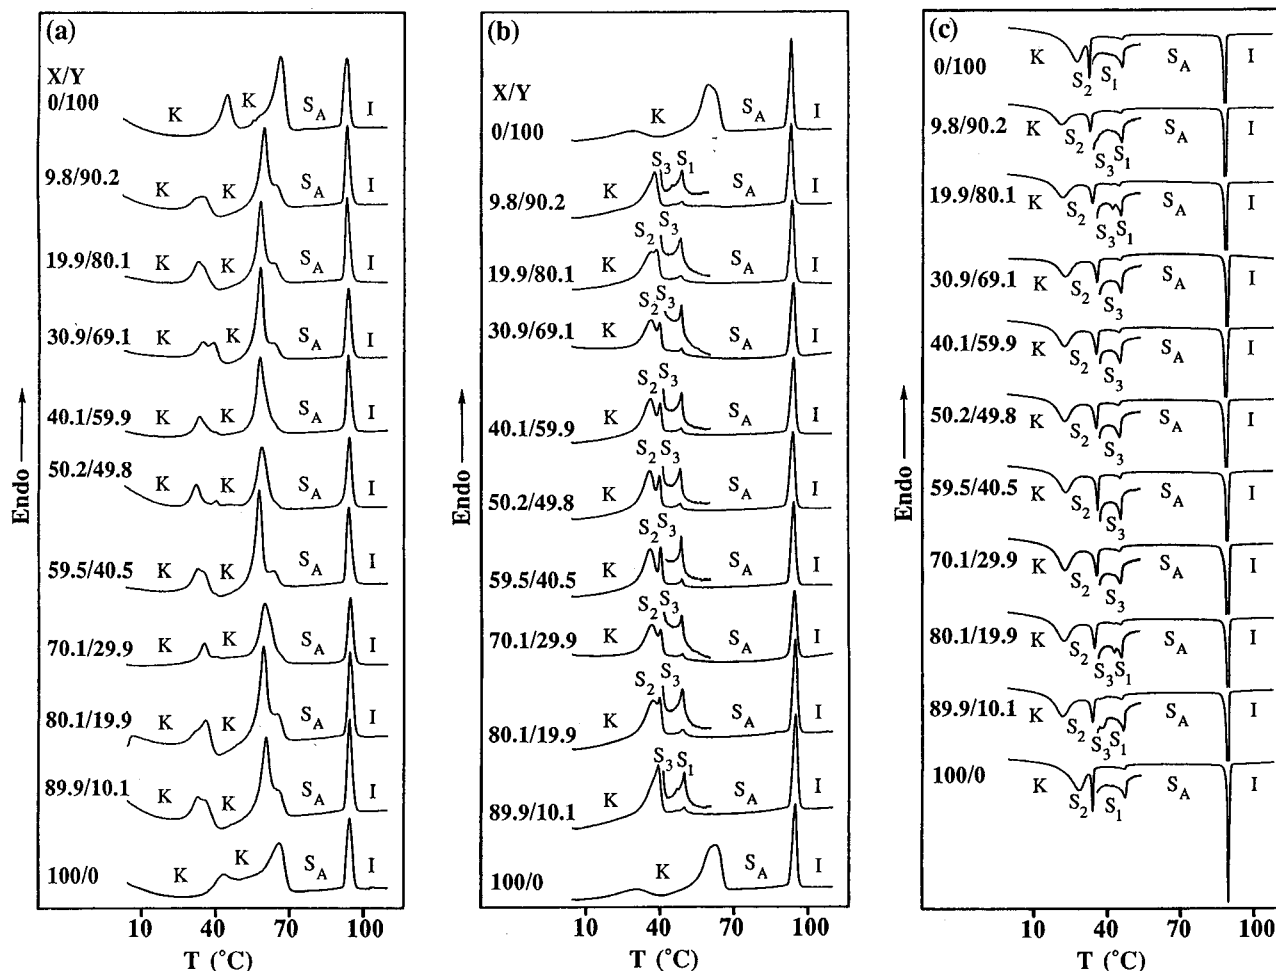 (a)
X/Y
0/100 K K S_A I
9.8/90.2 K K S_A I
19.9/80.1 K K S_A I
30.9/69.1 K K S_A I
40.1/59.9 K K S_A I
50.2/49.8 K K S_A I
59.5/40.5 K K S_A I
70.1/29.9 K K S_A I
80.1/19.9 K K S_A I
89.9/10.1 K K S_A I
100/0 K K S_A I
Endo
10 40 70 100
T (°C)
(b)
X/Y
0/100 K S_A I
9.8/90.2 K S_3 S_1 S_A I
19.9/80.1 K S_2 S_3 S_A I
30.9/69.1 K S_2 S_3 S_A I
40.1/59.9 K S_2 S_3 S_A I
50.2/49.8 K S_2 S_3 S_A I
59.5/40.5 K S_2 S_3 S_A I
70.1/29.9 K S_2 S_3 S_A I
80.1/19.9 K S_2 S_3 S_A I
89.9/10.1 K S_3 S_1 S_A I
100/0 K S_A I
Endo
10 40 70 100
T (°C)
(c)
0/100 K S_2 S_1 S_A I
9.8/90.2 K S_2 S_3 S_1 S_A I
19.9/80.1 K S_2 S_3 S_1 S_A I
30.9/69.1 K S_2 S_3 S_A I
40.1/59.9 K S_2 S_3 S_A I
50.2/49.8 K S_2 S_3 S_A I
59.5/40.5 K S_2 S_3 S_A I
70.1/29.9 K S_2 S_3 S_A I
80.1/19.9 K S_2 S_3 S_1 S_A I
89.9/10.1 K S_2 S_3 S_1 S_A I
100/0 K S_2 S_1 S_A I
Endo
10 40 70 100
T (°C)